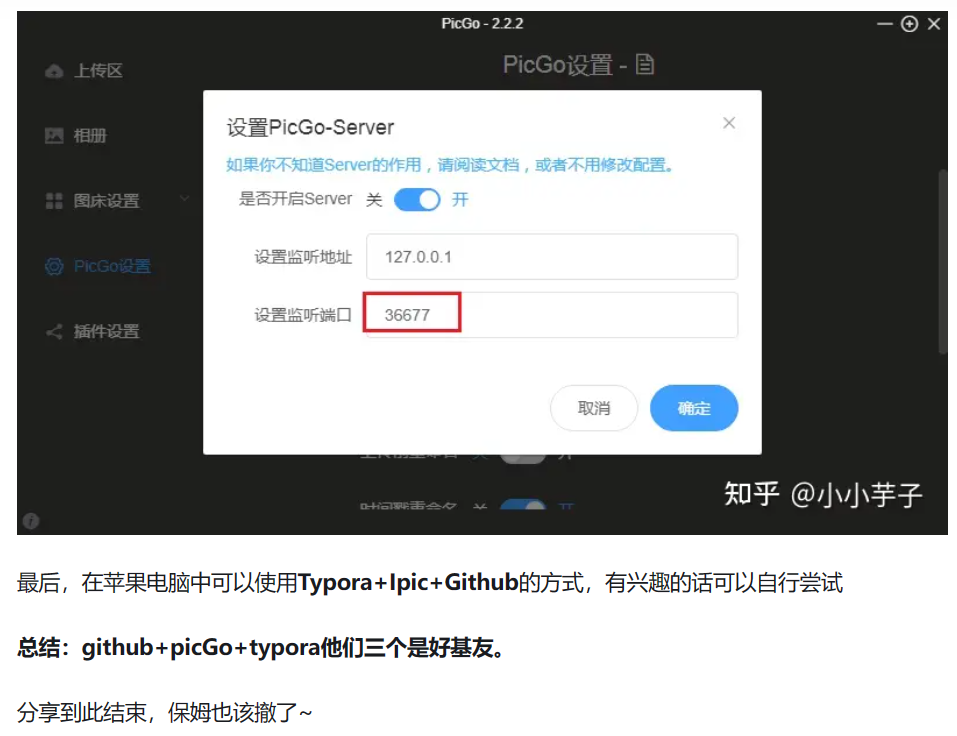 PicGo - 2.2.2
上传区
PicGo设置 -
相册
图床设置
PicGo设置
插件设置
设置PicGo-Server
如果你不知道Server的作用，请阅读文档，或者不用修改配置。
是否开启Server 关 开
设置监听地址 127.0.0.1
设置监听端口 36677
取消 确定
时间戳重命名 关 开
知乎 @小小芋子
最后，在苹果电脑中可以使用Typora+Ipic+Github的方式，有兴趣的话可以自行尝试
总结：github+picGo+typora他们三个是好基友。
分享到此结束，保姆也该撤了~